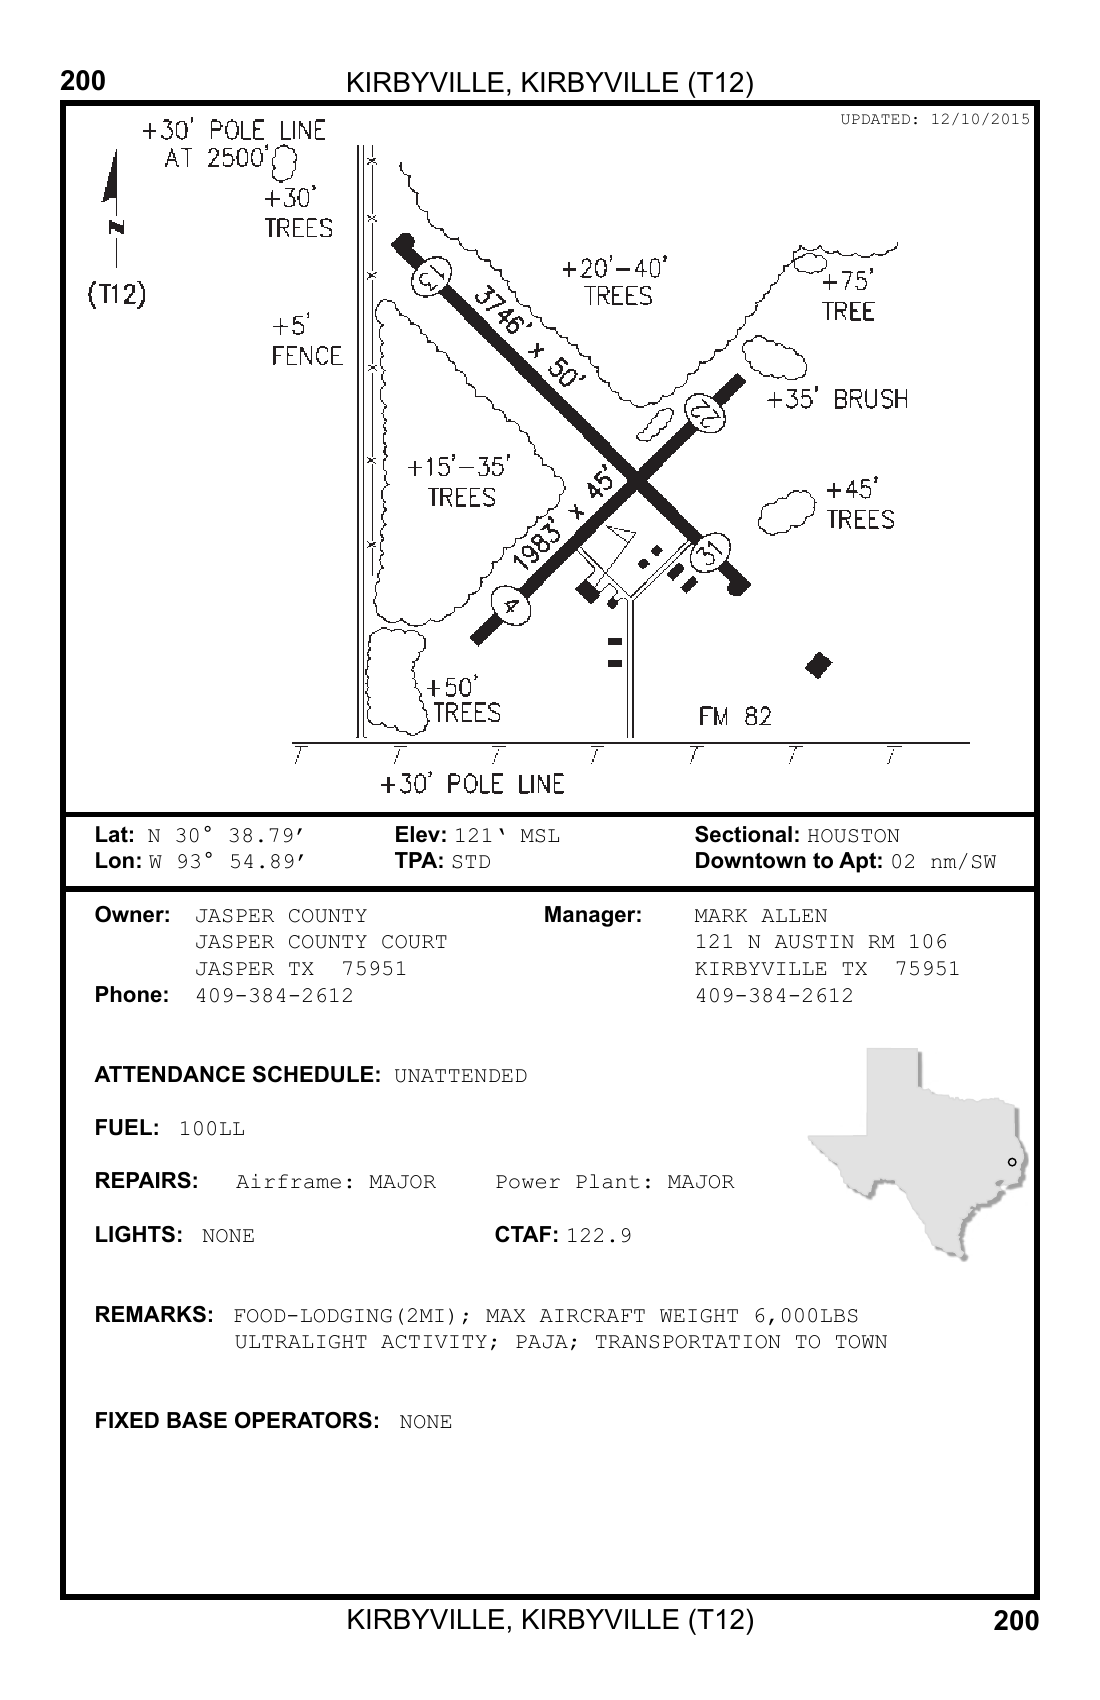 200
KIRBYVILLE, KIRBYVILLE (T12)
UPDATED: 12/10/2015
+30' POLE LINE
AT 2500'
+30'
TREES
N
(T12)
+5'
FENCE
13
3746' x 50'
+20'-40'
TREES
+75'
TREE
22
+35' BRUSH
+15'-35'
TREES
1983' x 45'
+45'
TREES
31
4
+50'
TREES
FM 82
T T T T T T T
+30' POLE LINE
Lat: N 30° 38.79′ Elev: 121‘ MSL Sectional: HOUSTON
Lon: W 93° 54.89′ TPA: STD Downtown to Apt: 02 nm/SW
Owner: JASPER COUNTY Manager: MARK ALLEN
JASPER COUNTY COURT 121 N AUSTIN RM 106
JASPER TX 75951 KIRBYVILLE TX 75951
Phone: 409-384-2612 409-384-2612
ATTENDANCE SCHEDULE: UNATTENDED
FUEL: 100LL
REPAIRS: Airframe: MAJOR Power Plant: MAJOR
LIGHTS: NONE CTAF: 122.9
REMARKS: FOOD-LODGING(2MI); MAX AIRCRAFT WEIGHT 6,000LBS
ULTRALIGHT ACTIVITY; PAJA; TRANSPORTATION TO TOWN
FIXED BASE OPERATORS: NONE
KIRBYVILLE, KIRBYVILLE (T12)
200